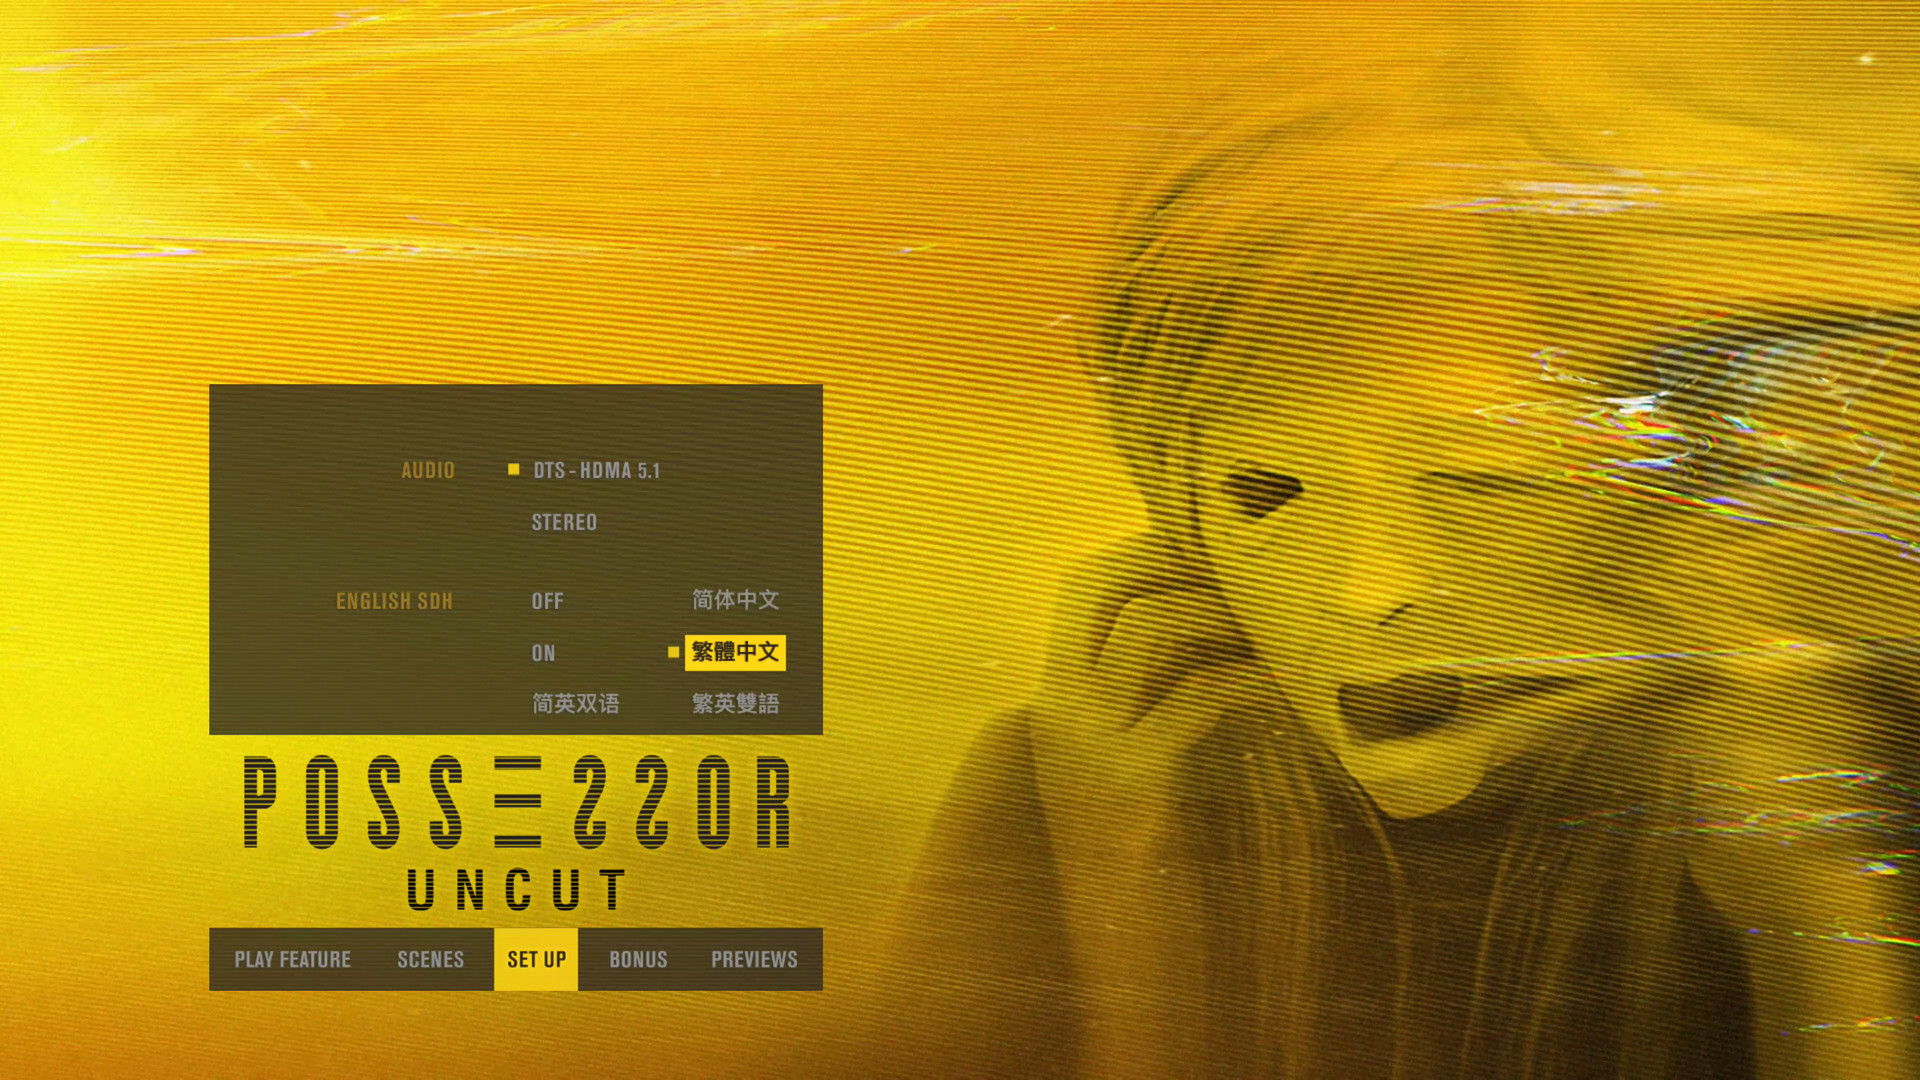 AUDIO DTS-HDMA 5.1
STEREO
ENGLISH SDH OFF 简体中文
ON 繁體中文
简英双语 繁英雙語
POSSESSOR
UNCUT
PLAY FEATURE SCENES SET UP BONUS PREVIEWS